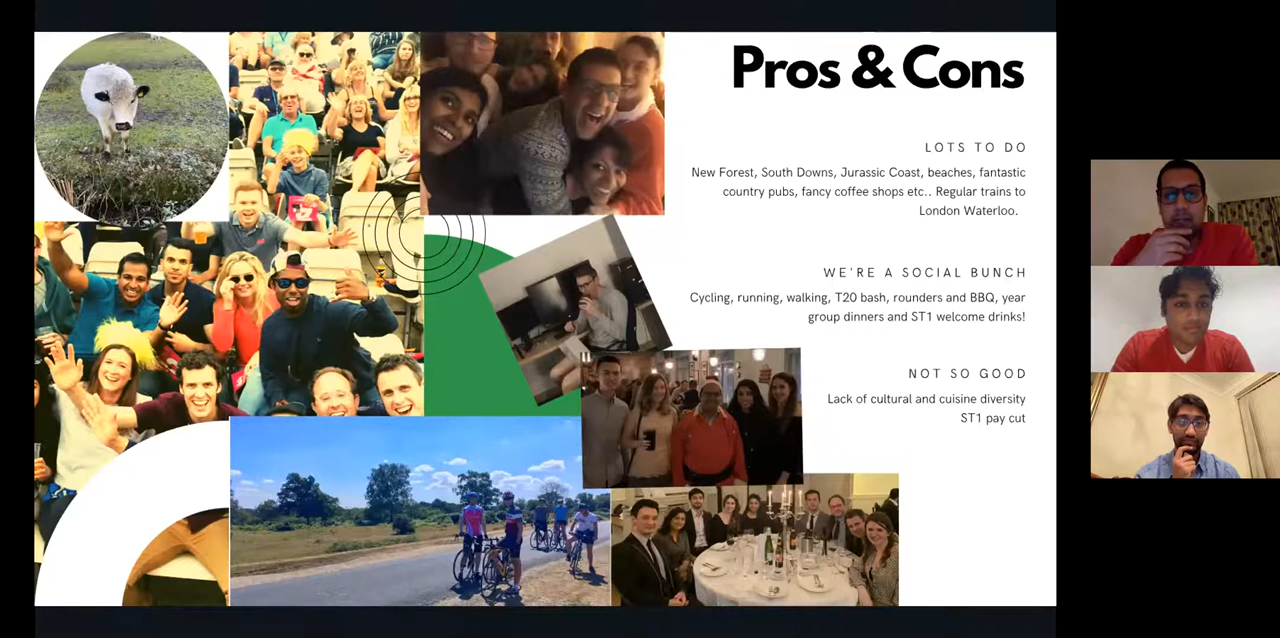 Pros & Cons
LOTS TO DO
New Forest, South Downs, Jurassic Coast, beaches, fantastic
country pubs, fancy coffee shops etc.. Regular trains to
London Waterloo.
WE'RE A SOCIAL BUNCH
Cycling, running, walking, T20 bash, rounders and BBQ, year
group dinners and ST1 welcome drinks!
NOT SO GOOD
Lack of cultural and cuisine diversity
ST1 pay cut